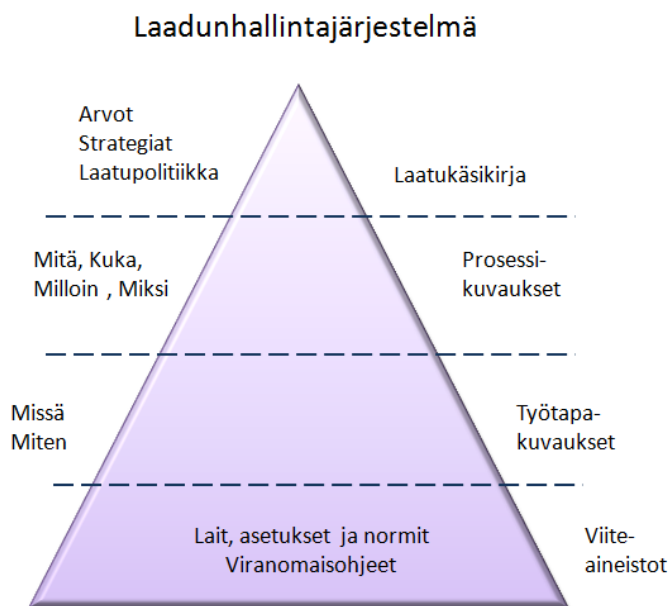 Laadunhallintajärjestelmä
Arvot
Strategiat
Laatupolitiikka
Laatukäsikirja
Mitä, Kuka,
Milloin , Miksi
Prosessi-
kuvaukset
Missä
Miten
Työtapa-
kuvaukset
Lait, asetukset ja normit
Viranomaisohjeet
Viite-
aineistot